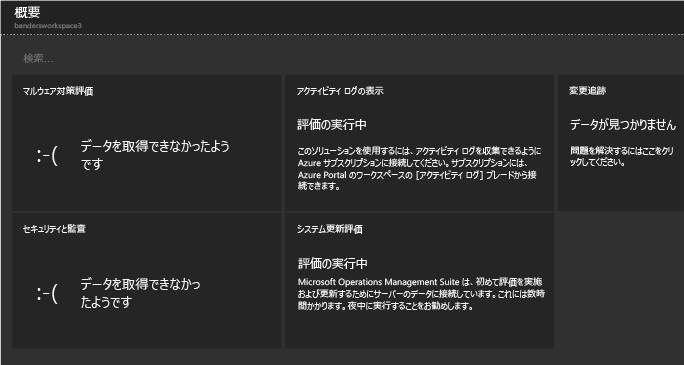 概要
bandersworkspace3
検索...
マルウェア対策評価
:-(
データを取得できなかったよう
です
アクティビティ ログの表示
評価の実行中
このソリューションを使用するには、アクティビティ ログを収集できるように
Azure サブスクリプションに接続してください。サブスクリプションには、
Azure Portal のワークスペースの [アクティビティ ログ] ブレードから接
続できます。
変更追跡
データが見つかりません
問題を解決するにはここをクリ
ックしてください。
セキュリティと監査
:-(
データを取得できなかっ
たようです
システム更新評価
評価の実行中
Microsoft Operations Management Suite は、初めて評価を実施
および更新するためにサーバーのデータに接続しています。これには数時
間かかります。夜中に実行することをお勧めします。